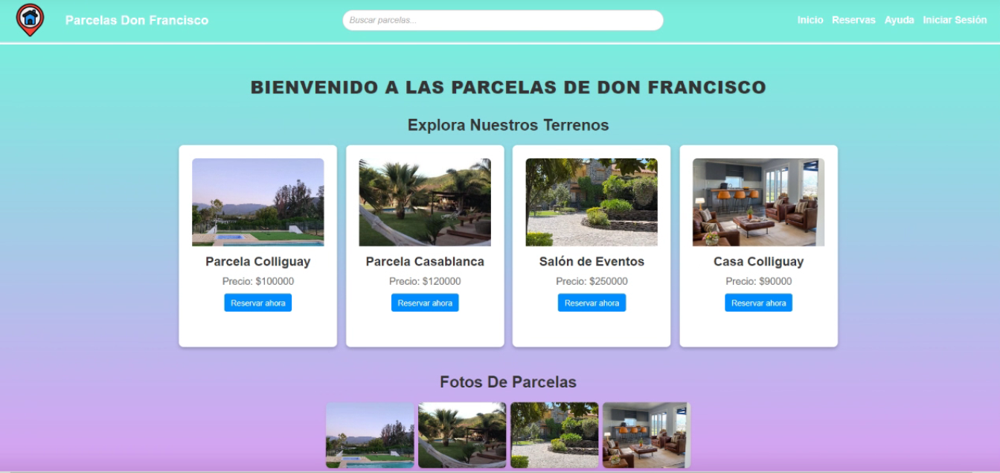 Parcelas Don Francisco
Buscar parcelas...
Inicio Reservas Ayuda Iniciar Sesión
BIENVENIDO A LAS PARCELAS DE DON FRANCISCO
Explora Nuestros Terrenos
Parcela Colliguay
Precio: $100000
Reservar ahora
Parcela Casablanca
Precio: $120000
Reservar ahora
Salón de Eventos
Precio: $250000
Reservar ahora
Casa Colliguay
Precio: $90000
Reservar ahora
Fotos De Parcelas